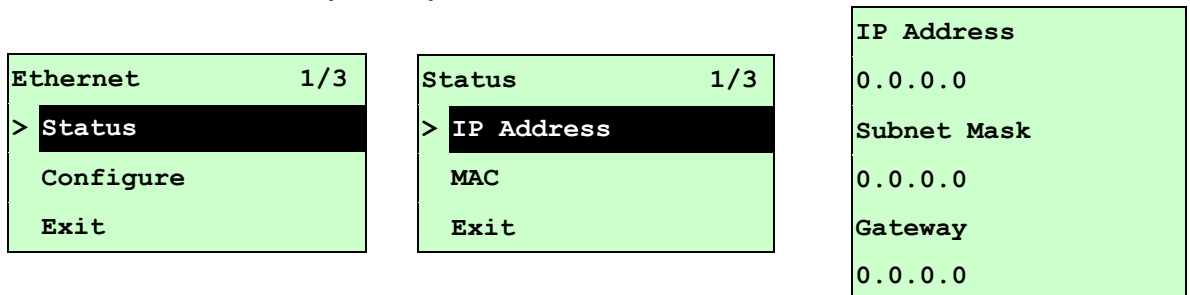 Ethernet 1/3
> Status
Configure
Exit
Status 1/3
> IP Address
MAC
Exit
IP Address
0.0.0.0
Subnet Mask
0.0.0.0
Gateway
0.0.0.0